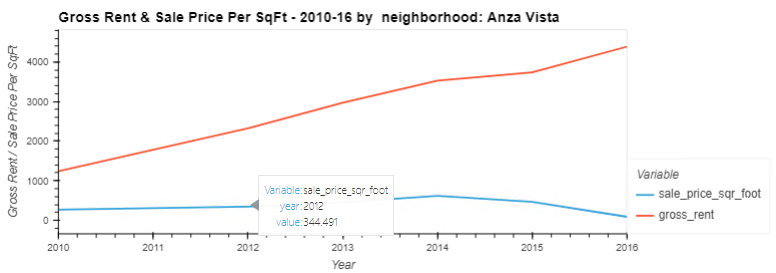 Gross Rent & Sale Price Per SqFt - 2010-16 by neighborhood: Anza Vista
Gross Rent / Sale Price Per SqFt
4000
3000
2000
1000
0
Variable:sale_price_sqr_foot
year:2012
value:344.491
2010 2011 2012 2013 2014 2015 2016
Year
Variable
sale_price_sqr_foot
gross_rent